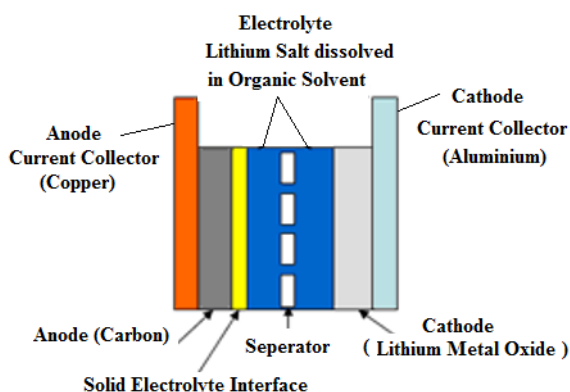 Electrolyte
Lithium Salt dissolved
in Organic Solvent
Anode
Current Collector
(Copper)
Cathode
Current Collector
(Aluminium)
Anode (Carbon)
Seperator
Cathode
( Lithium Metal Oxide )
Solid Electrolyte Interface